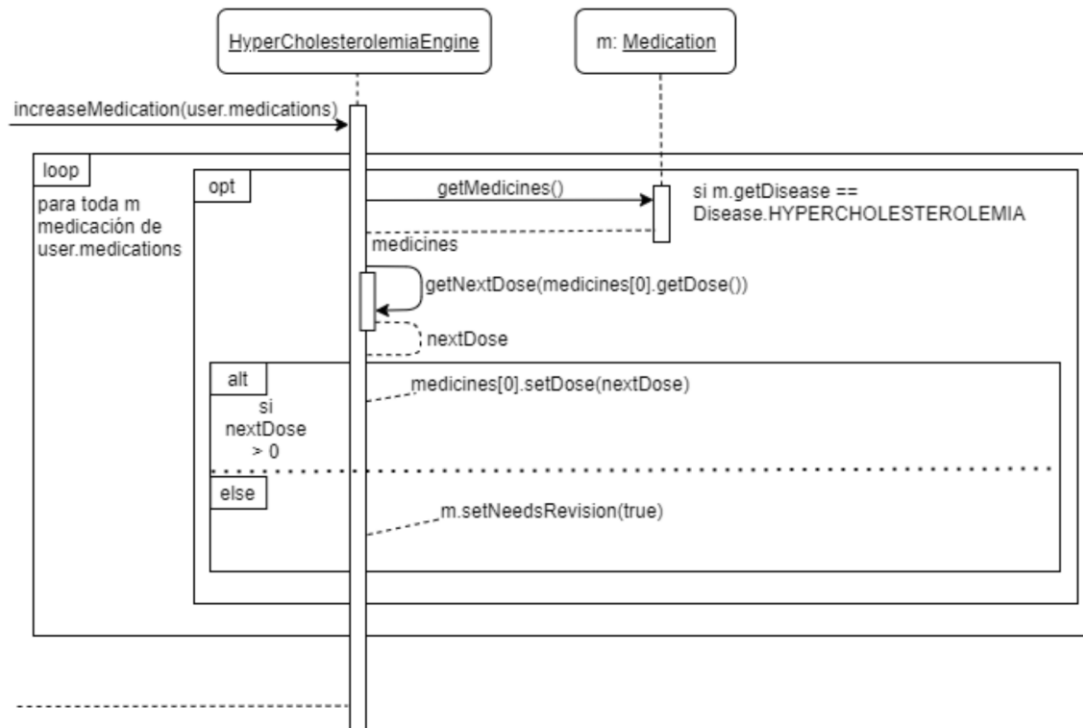 HyperCholesterolemiaEngine
m: Medication
increaseMedication(user.medications)
loop
para toda m
medicación de
user.medications
opt
getMedicines()
si m.getDisease ==
Disease.HYPERCHOLESTEROLEMIA
medicines
getNextDose(medicines[0].getDose())
nextDose
alt
si
nextDose
> 0
medicines[0].setDose(nextDose)
else
m.setNeedsRevision(true)